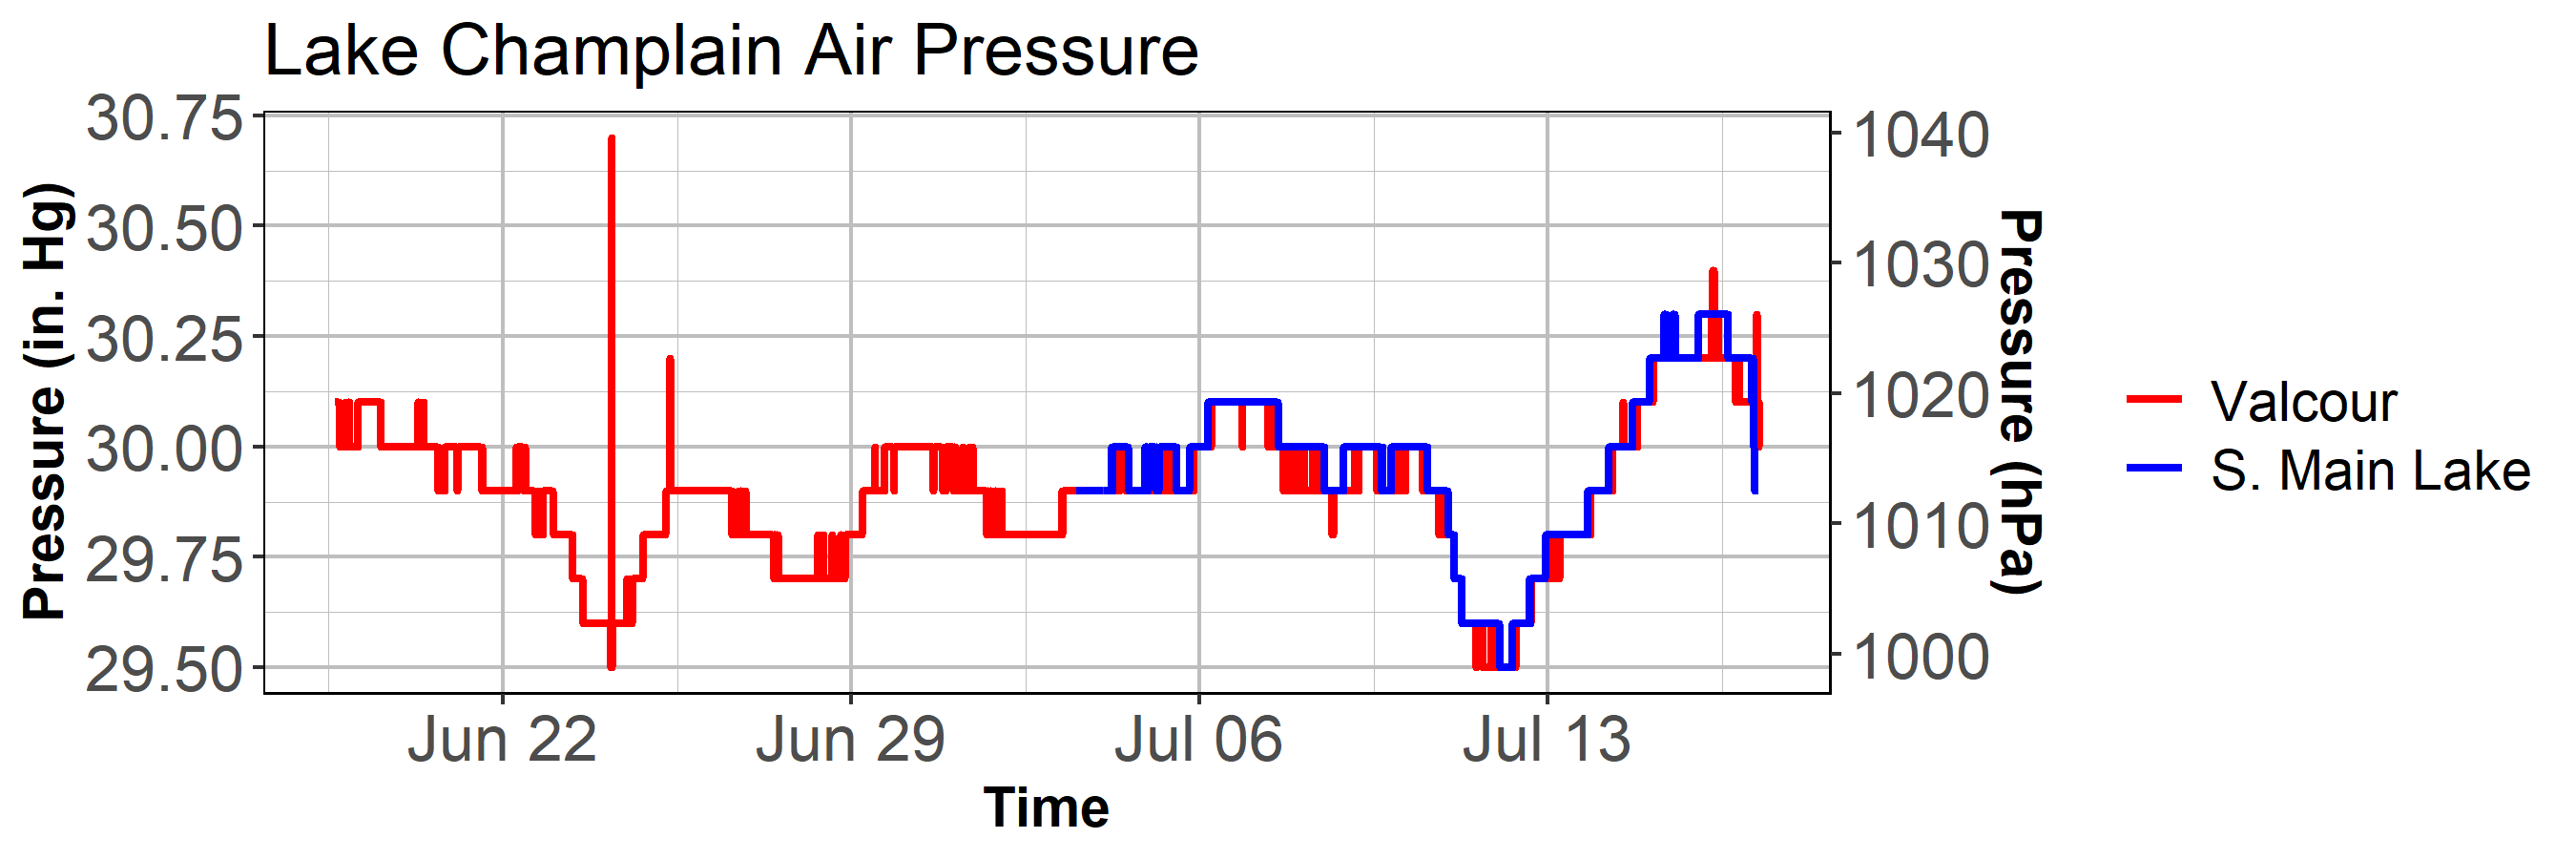 Lake Champlain Air Pressure
Pressure (in. Hg)
30.75
30.50
30.25
30.00
29.75
29.50
1040
1030
1020
1010
1000
Pressure (hPa)
Jun 22
Jun 29
Jul 06
Jul 13
Time
Valcour
S. Main Lake